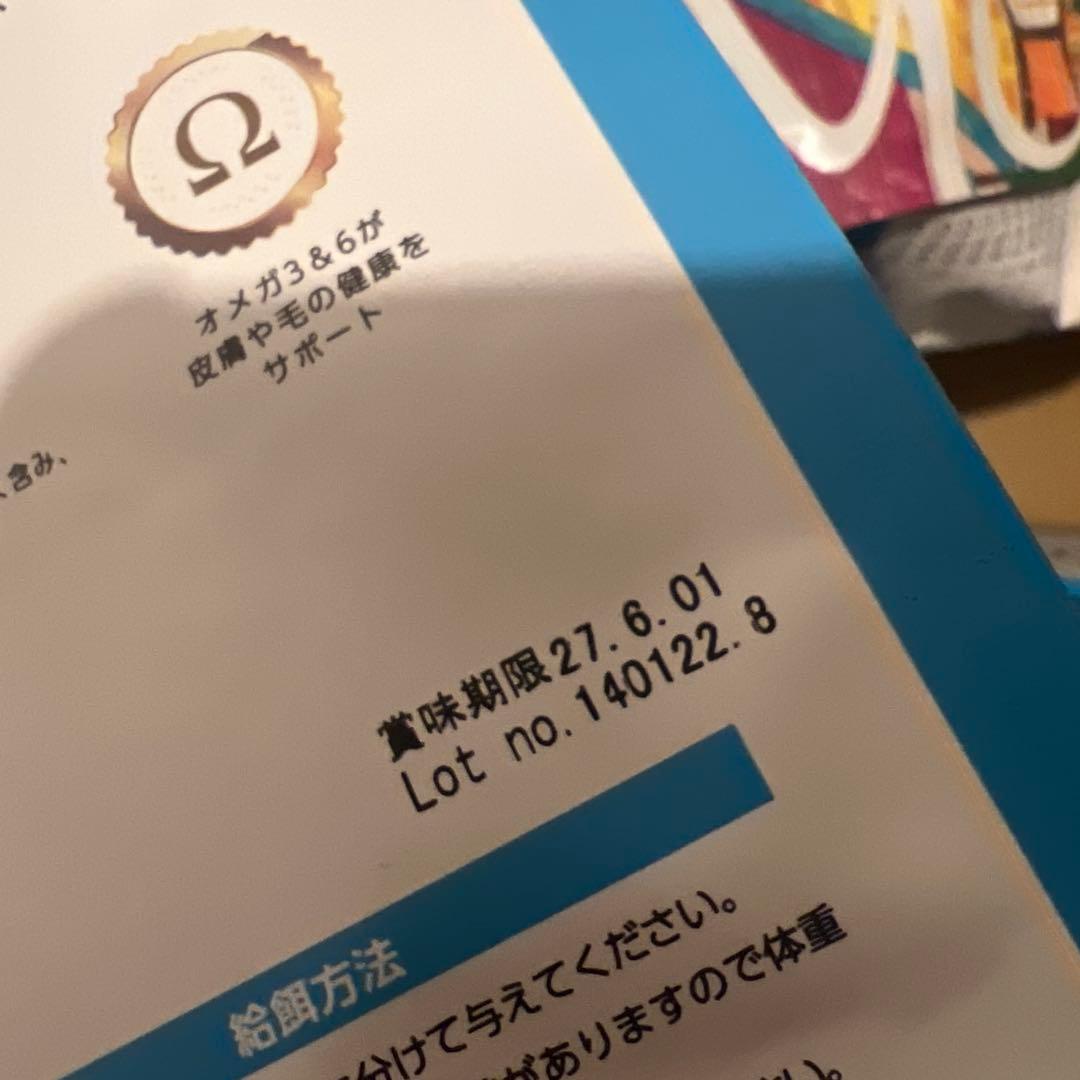 Ω
オメガ3&6が
皮膚や毛の健康を
サポート
含み、
賞味期限27.6.01
Lot no.140122.8
給餌方法
分けて与えてください。
がありますので体重
い。